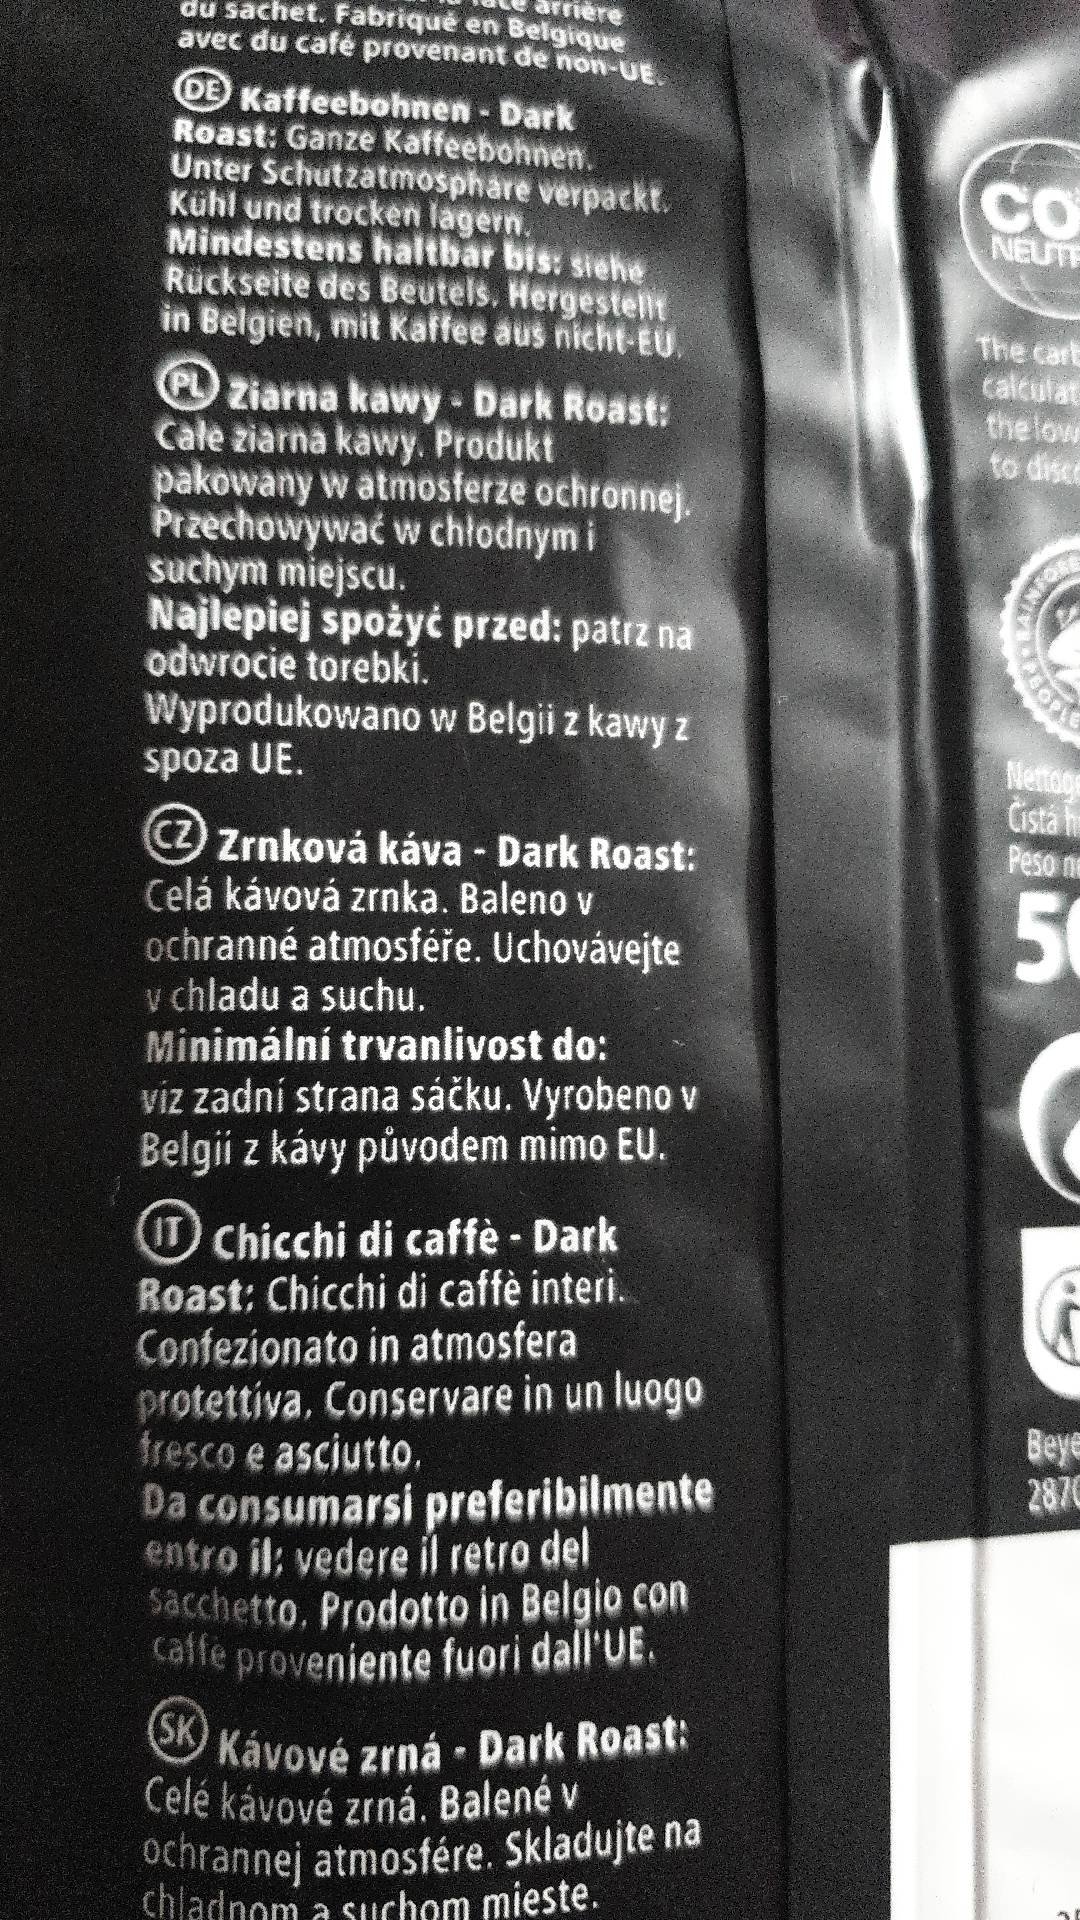 arrière
du sachet. Fabriqué en Belgique
avec du café provenant de non-UE.
DE Kaffeebohnen - Dark
Roast: Ganze Kaffeebohnen.
Unter Schutzatmosphäre verpackt.
Kühl und trocken lagern.
Mindestens haltbar bis: siehe
Rückseite des Beutels. Hergestellt
in Belgien, mit Kaffee aus nicht-EU.
PL Ziarna kawy - Dark Roast:
Całe ziarna kawy. Produkt
pakowany w atmosferze ochronnej.
Przechowywać w chłodnym i
suchym miejscu.
Najlepiej spożyć przed: patrz na
odwrocie torebki.
Wyprodukowano w Belgii z kawy z
spoza UE.
CZ Zrnková káva - Dark Roast:
Celá kávová zrnka. Baleno v
ochranné atmosféře. Uchovávejte
v chladu a suchu.
Minimální trvanlivost do:
viz zadní strana sáčku. Vyrobeno v
Belgii z kávy původem mimo EU.
IT Chicchi di caffè - Dark
Roast: Chicchi di caffè interi.
Confezionato in atmosfera
protettiva. Conservare in un luogo
fresco e asciutto.
Da consumarsi preferibilmente
entro il: vedere il retro del
sacchetto. Prodotto in Belgio con
caffè proveniente fuori dall'UE.
SK Kávové zrná - Dark Roast:
Celé kávové zrná. Balené v
ochrannej atmosfére. Skladujte na
chladnom a suchom mieste.
The
to
Čistá
Peso